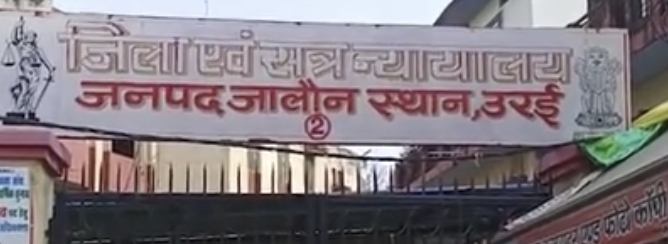 जिला एवं सत्र न्यायालय
जनपद जालौन स्थान,उरई
2
फोटो कॉपी